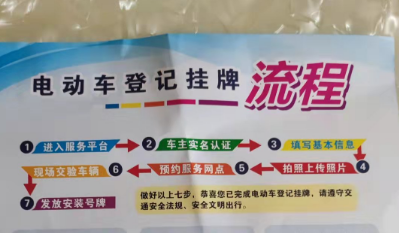 电动车登记挂牌流程
1 进入服务平台 2 车主实名认证 3 填写基本信息
现场交验车辆 6 预约服务网点 5 拍照上传照片 4
7 发放安装号牌
做好以上七步，恭喜您已完成电动车登记挂牌，请遵守交
通安全法规、安全文明出行。